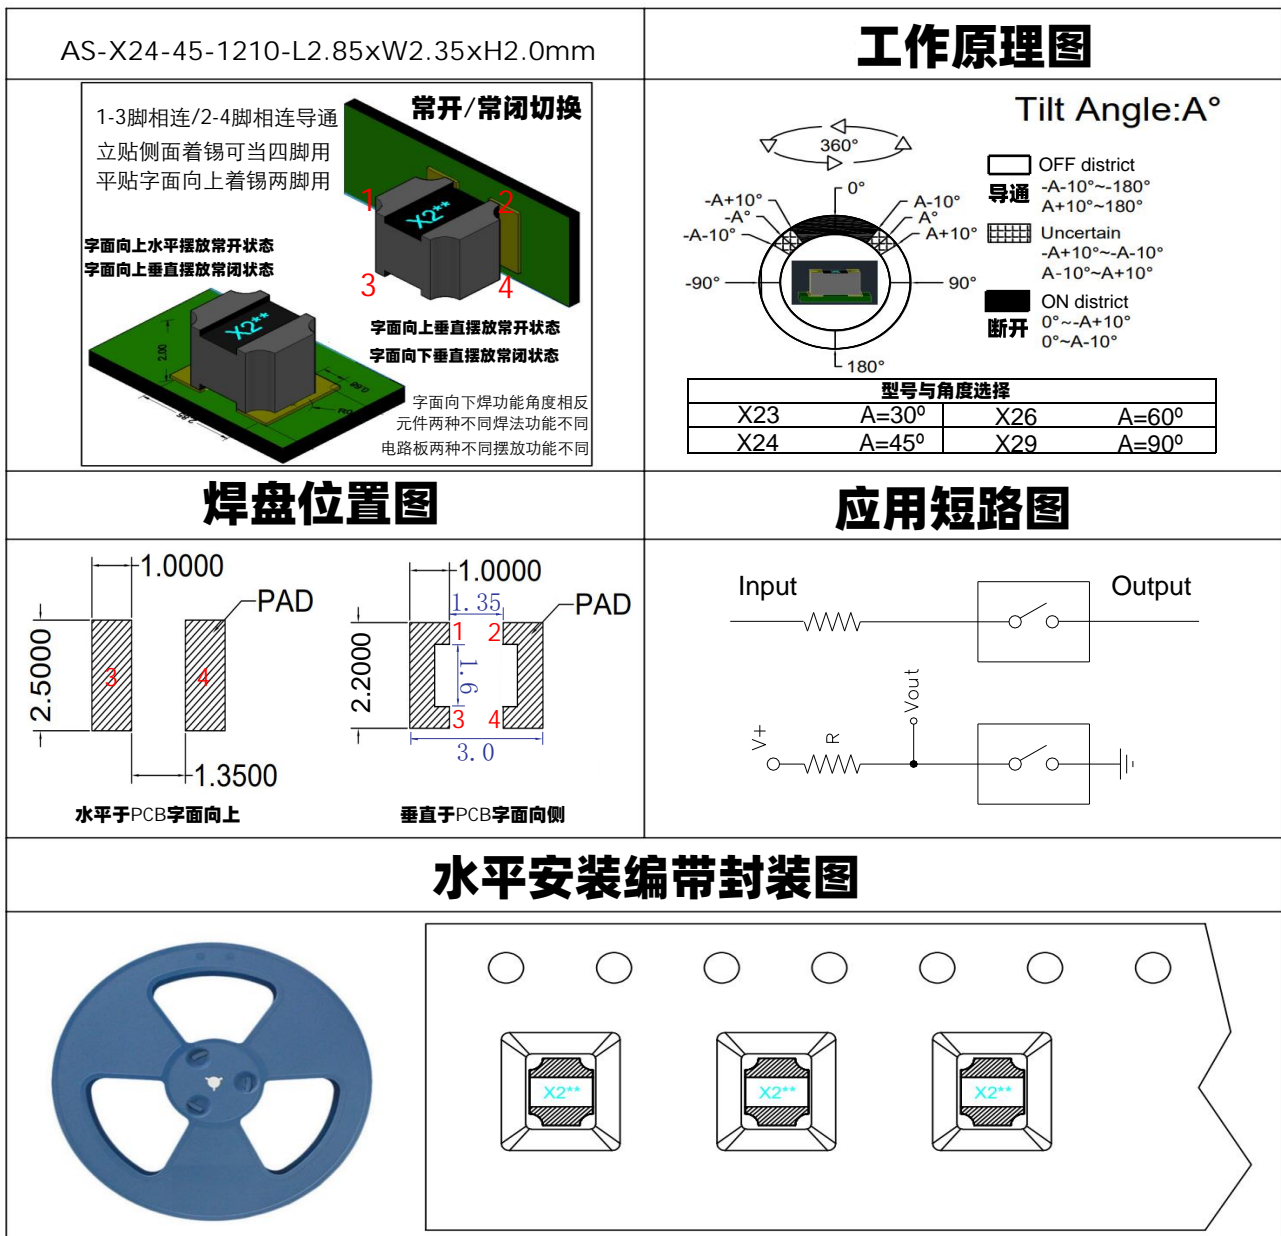 AS-X24-45-1210-L2.85xW2.35xH2.0mm
工作原理图
1-3脚相连/2-4脚相连导通
立贴侧面着锡可当四脚用
平贴字面向上着锡两脚用
常开/常闭切换
1
2
X2**
3
4
字面向上水平摆放常开状态
字面向上垂直摆放常闭状态
字面向上垂直摆放常开状态
字面向下垂直摆放常闭状态
X2**
2.00
2.85
字面向下焊功能角度相反
元件两种不同焊法功能不同
电路板两种不同摆放功能不同
Tilt Angle:A°
360°
0°
-A+10°
-A°
-A-10°
A-10°
A°
A+10°
-90°
90°
180°
OFF district
导通
-A-10°~-180°
A+10°~180°
Uncertain
-A+10°~-A-10°
A-10°~A+10°
ON district
断开
0°~-A+10°
0°~A-10°
型号与角度选择
X23 A=30º X26 A=60º
X24 A=45º X29 A=90º
焊盘位置图
应用短路图
1.0000
PAD
2.5000
3
4
1.3500
水平于PCB字面向上
1.0000
1.35
PAD
2.2000
1
2
1.6
3
4
3.0
垂直于PCB字面向侧
Input
Output
Vout
V+
R
水平安装编带封装图
X2**
X2**
X2**